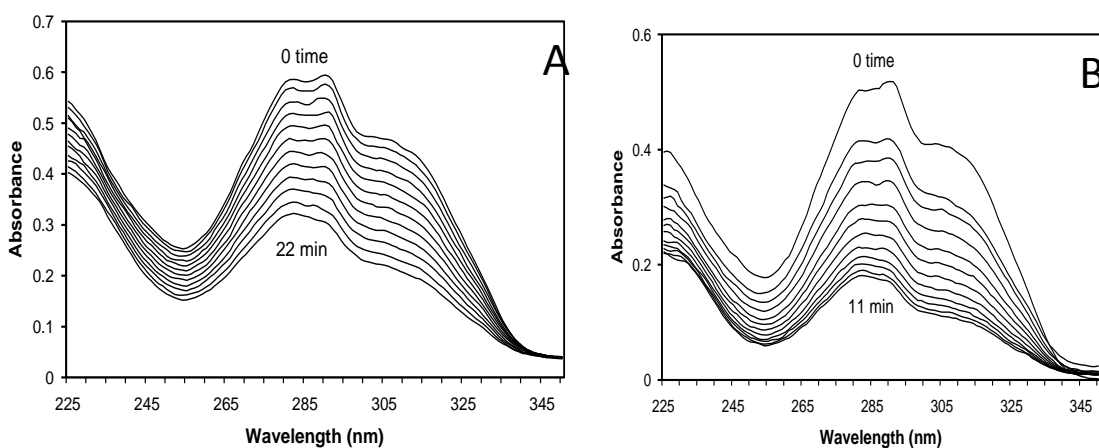 0.7
0.6
0.5
0.4
0.3
0.2
0.1
0
Absorbance
0 time
22 min
A
225 245 265 285 305 325 345
Wavelength (nm)
0.6
0.4
0.2
0
Absorbance
0 time
11 min
B
225 245 265 285 305 325 345
Wavelength (nm)